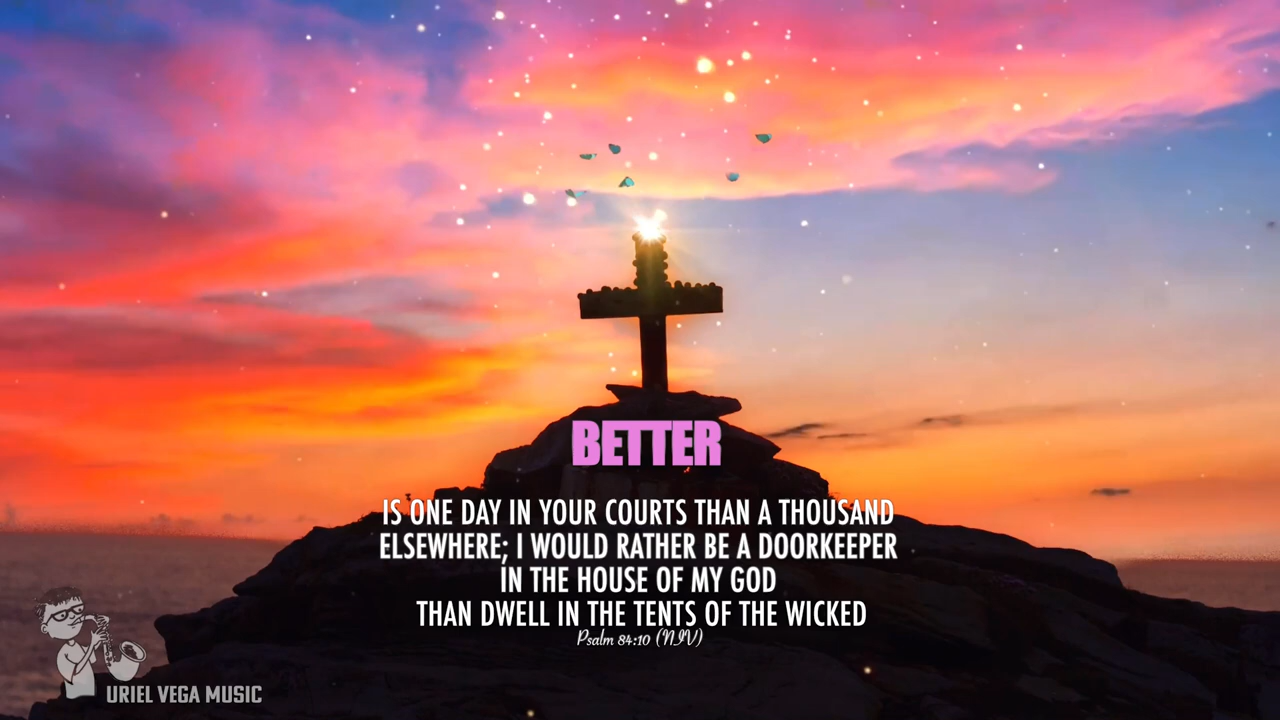 BETTER
IS ONE DAY IN YOUR COURTS THAN A THOUSAND
ELSEWHERE; I WOULD RATHER BE A DOORKEEPER
IN THE HOUSE OF MY GOD
THAN DWELL IN THE TENTS OF THE WICKED
Psalm 84:10 (NIV)
URIEL VEGA MUSIC